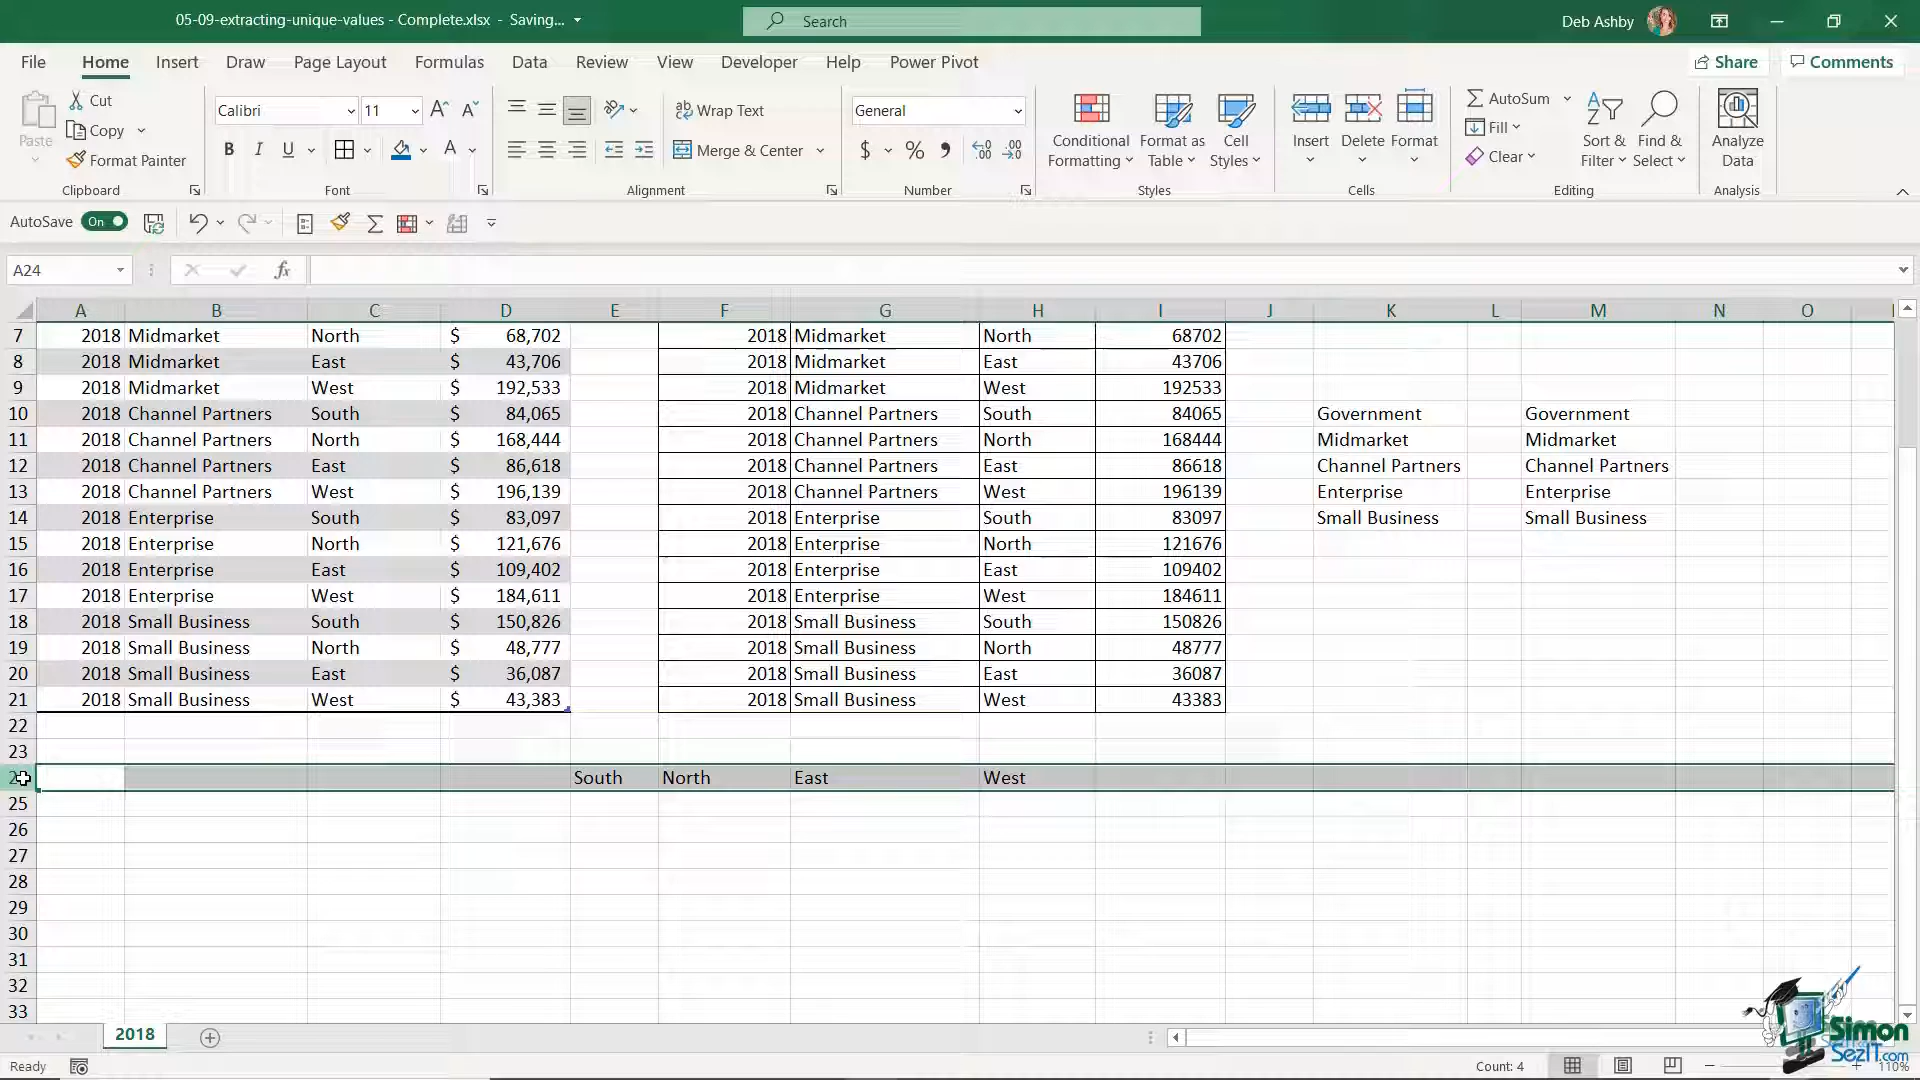 05-09-extracting-unique-values - Complete.xlsx - Saving...
Search
Deb Ashby
File Home Insert Draw Page Layout Formulas Data Review View Developer Help Power Pivot Share Comments
Paste
Cut
Copy
Format Painter
Clipboard
Calibri 11
B I U
Font
Wrap Text
Merge & Center
Alignment
General
$ % ,
Number
Conditional Formatting
Format as Table
Cell Styles
Styles
Insert
Delete
Format
Cells
AutoSum
Fill
Clear
Sort & Filter
Find & Select
Editing
Analyze Data
Analysis
AutoSave On
A24 fx
A B C D E F G H I J K L M N O
7 2018 Midmarket North $ 68,702 2018 Midmarket North 68702
8 2018 Midmarket East $ 43,706 2018 Midmarket East 43706
9 2018 Midmarket West $ 192,533 2018 Midmarket West 192533
10 2018 Channel Partners South $ 84,065 2018 Channel Partners South 84065 Government Government
11 2018 Channel Partners North $ 168,444 2018 Channel Partners North 168444 Midmarket Midmarket
12 2018 Channel Partners East $ 86,618 2018 Channel Partners East 86618 Channel Partners Channel Partners
13 2018 Channel Partners West $ 196,139 2018 Channel Partners West 196139 Enterprise Enterprise
14 2018 Enterprise South $ 83,097 2018 Enterprise South 83097 Small Business Small Business
15 2018 Enterprise North $ 121,676 2018 Enterprise North 121676
16 2018 Enterprise East $ 109,402 2018 Enterprise East 109402
17 2018 Enterprise West $ 184,611 2018 Enterprise West 184611
18 2018 Small Business South $ 150,826 2018 Small Business South 150826
19 2018 Small Business North $ 48,777 2018 Small Business North 48777
20 2018 Small Business East $ 36,087 2018 Small Business East 36087
21 2018 Small Business West $ 43,383 2018 Small Business West 43383
22
23
South North East West
25
26
27
28
29
30
31
32
33
2018
Simon
SezIT.com
Ready
Count: 4
110%